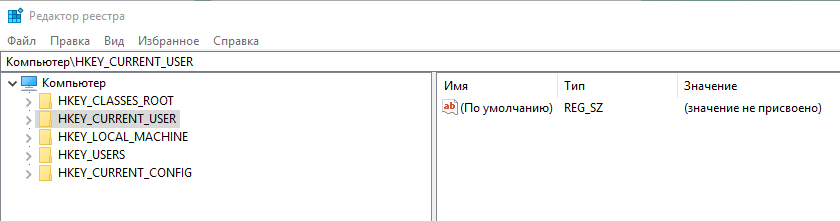 Редактор реестра
Файл Правка Вид Избранное Справка
Компьютер\HKEY_CURRENT_USER
Компьютер
HKEY_CLASSES_ROOT
HKEY_CURRENT_USER
HKEY_LOCAL_MACHINE
HKEY_USERS
HKEY_CURRENT_CONFIG
Имя Тип Значение
ab (По умолчанию) REG_SZ (значение не присвоено)